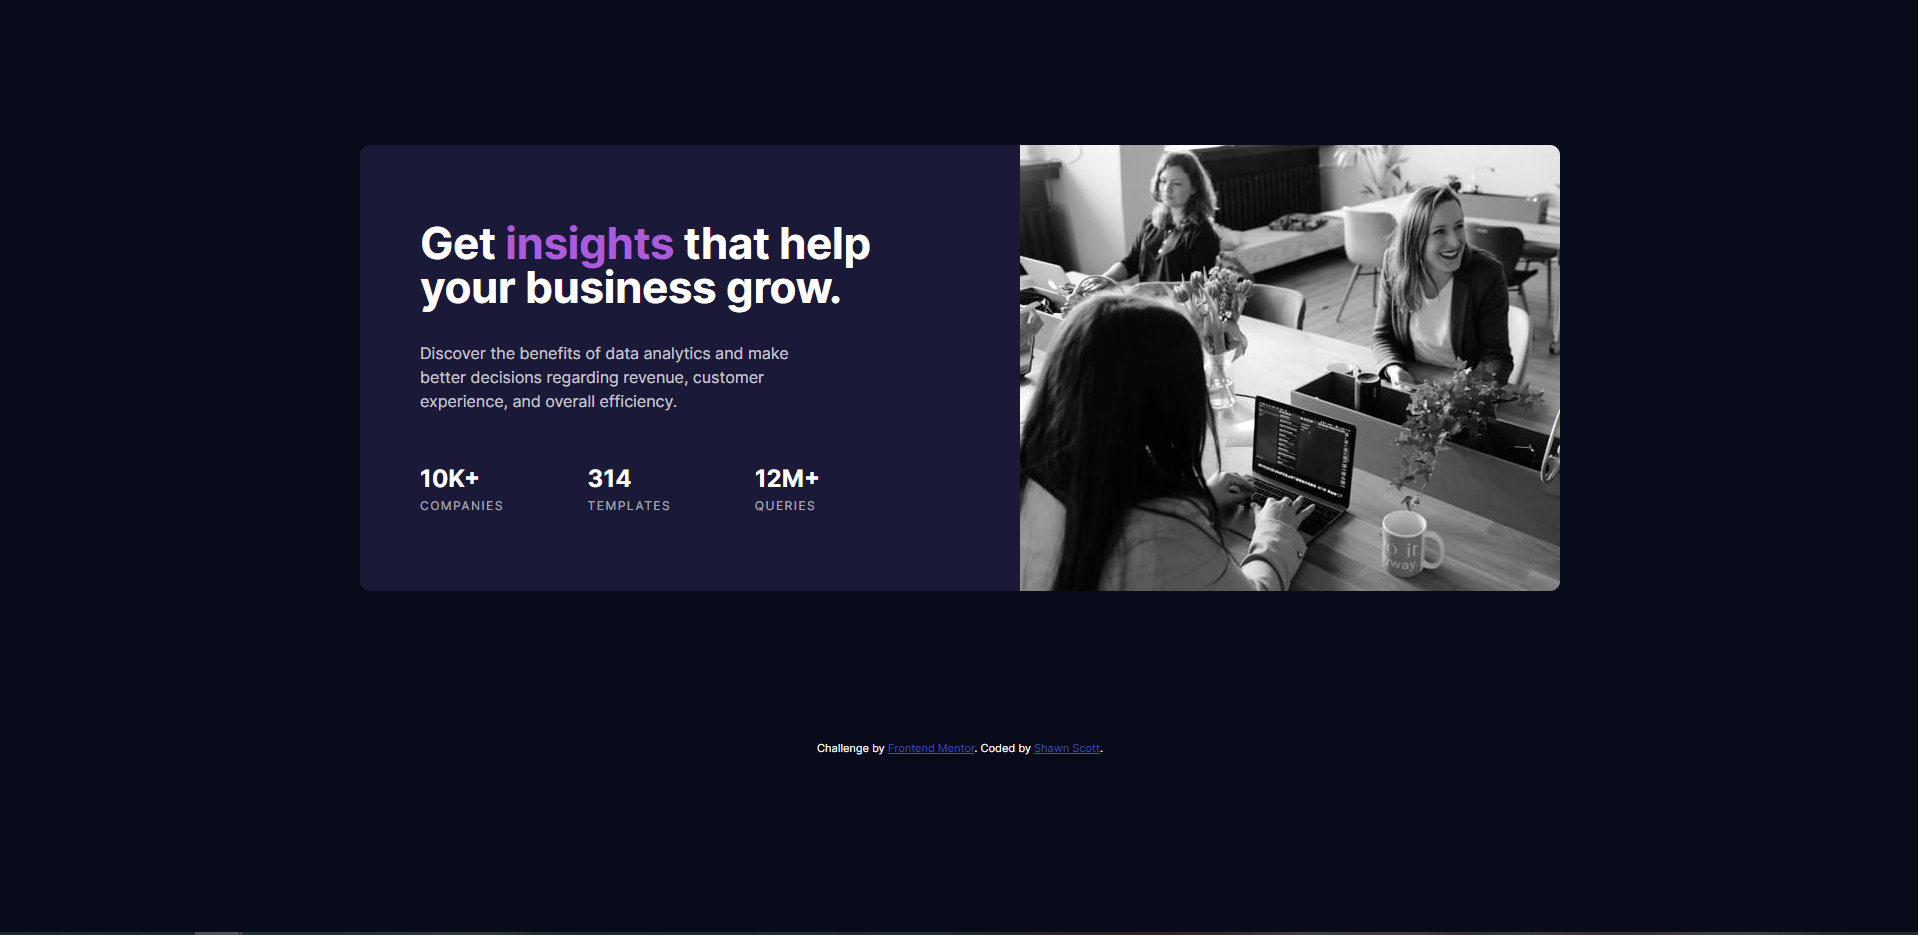 Get insights that help
your business grow.
Discover the benefits of data analytics and make
better decisions regarding revenue, customer
experience, and overall efficiency.
10K+
COMPANIES
314
TEMPLATES
12M+
QUERIES
Challenge by Frontend Mentor. Coded by Shawn Scott.